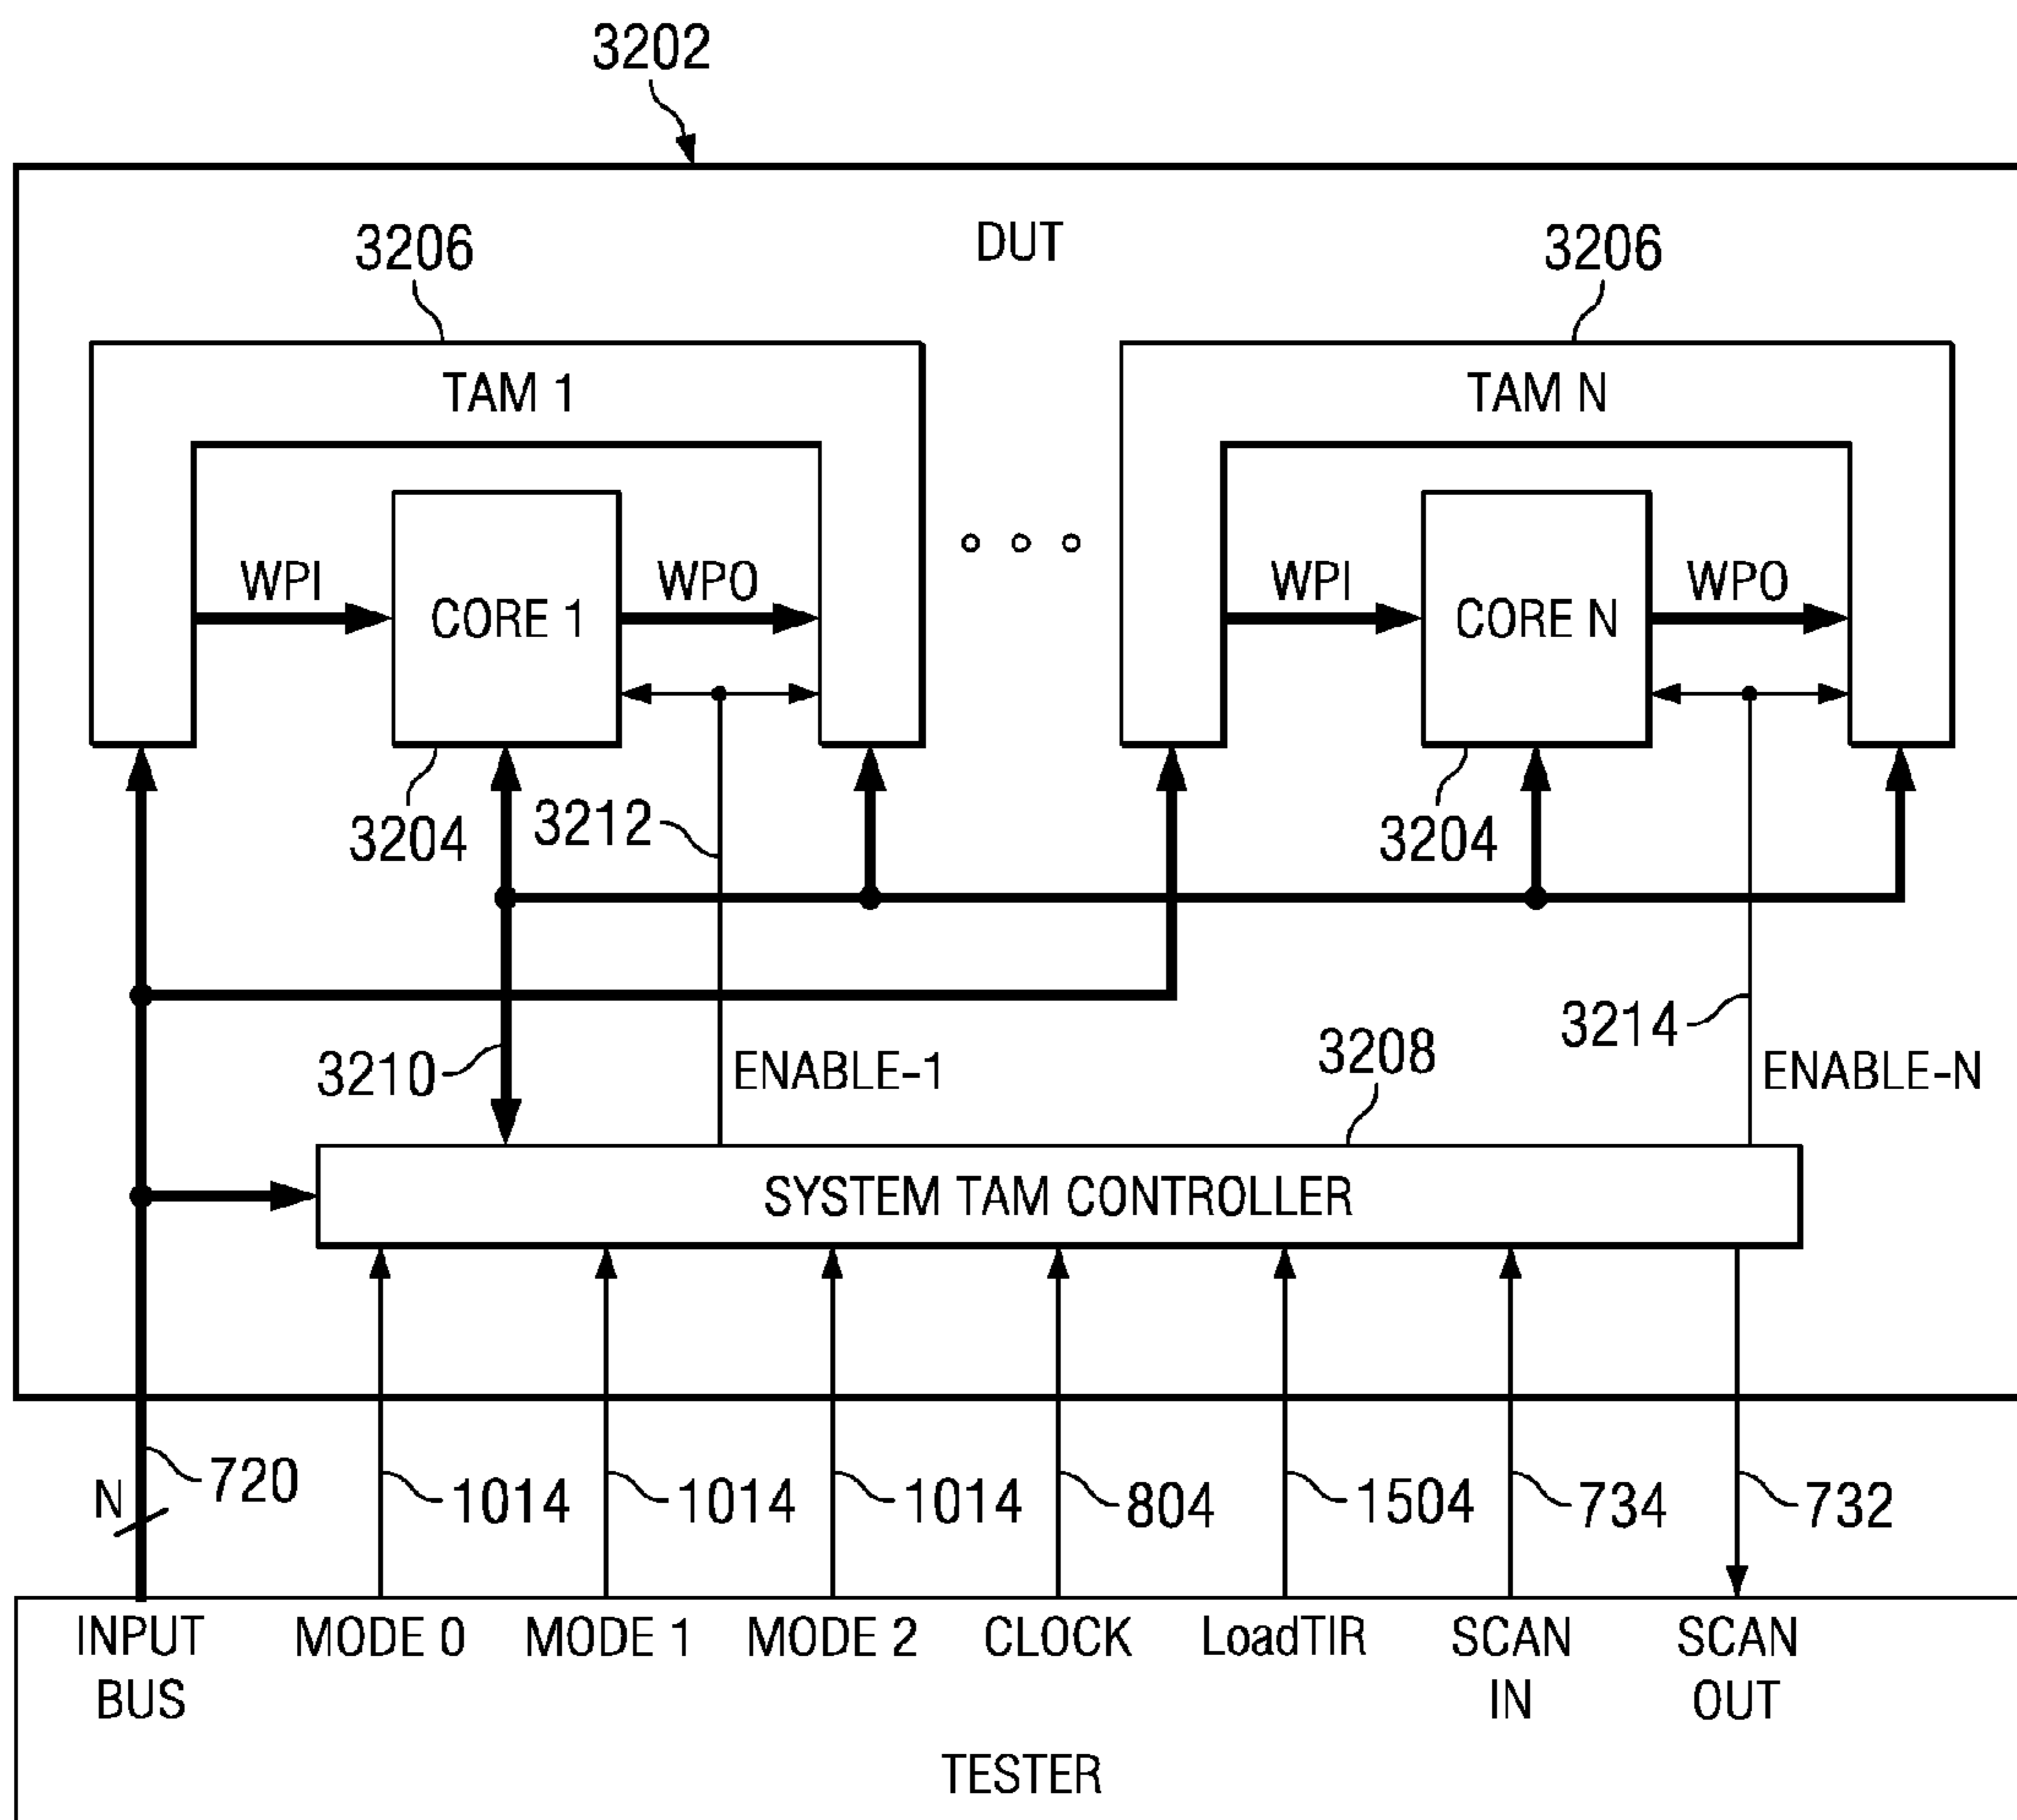 3202
DUT
3206
3206
TAM 1
TAM N
WPI
CORE 1
WPO
WPI
CORE N
WPO
3204
3212
3204
3210
ENABLE-1
3208
3214
ENABLE-N
SYSTEM TAM CONTROLLER
N
720
1014
1014
1014
804
1504
734
732
INPUT
BUS
MODE 0
MODE 1
MODE 2
CLOCK
LoadTIR
SCAN
IN
SCAN
OUT
TESTER